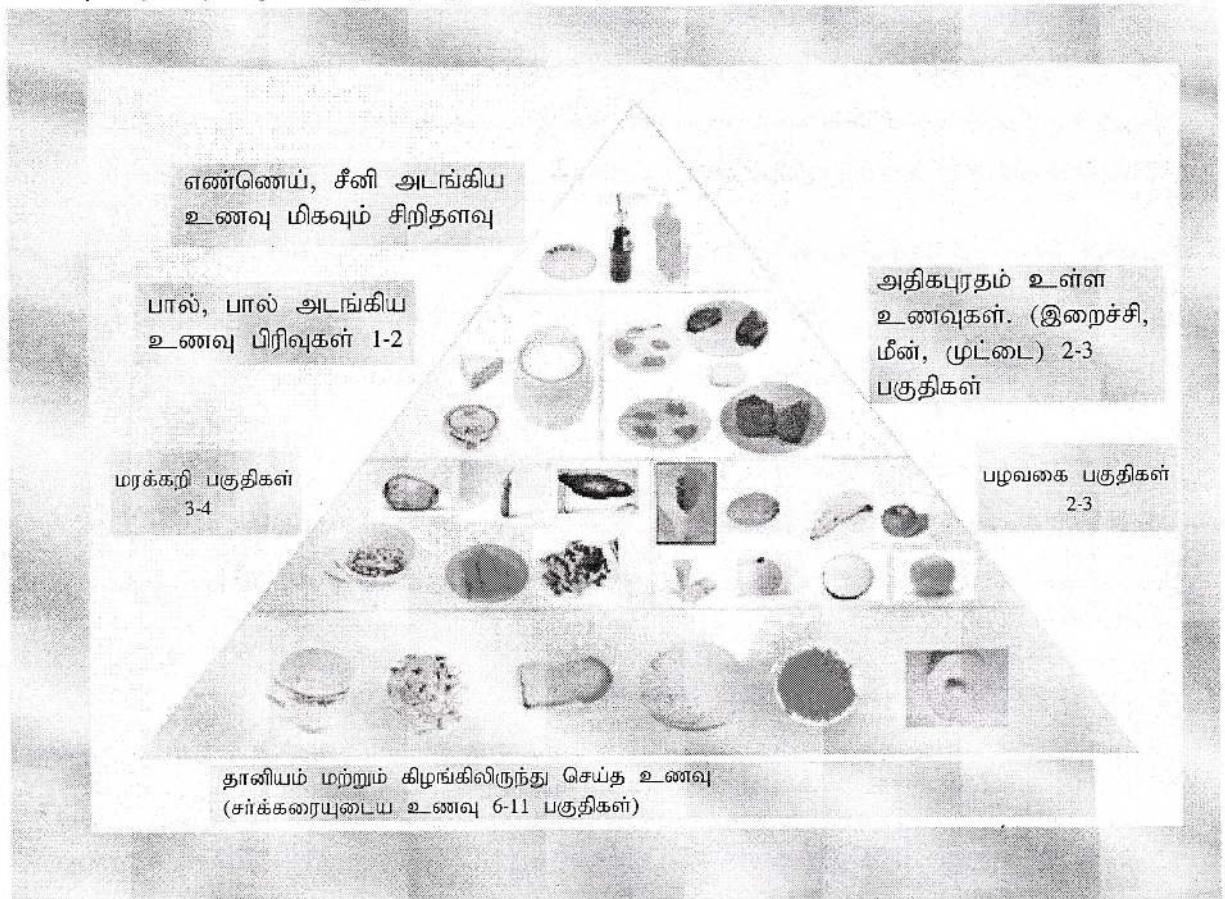 எண்ணெய், சீனி அடங்கிய
உணவு மிகவும் சிறிதளவு
பால், பால் அடங்கிய
உணவு பிரிவுகள் 1-2
அதிகபுரதம் உள்ள
உணவுகள். (இறைச்சி,
மீன், முட்டை) 2-3
பகுதிகள்
மரக்கறி பகுதிகள்
3-4
பழவகை பகுதிகள்
2-3
தானியம் மற்றும் கிழங்கிலிருந்து செய்த உணவு
(சர்க்கரையுடைய உணவு 6-11 பகுதிகள்)